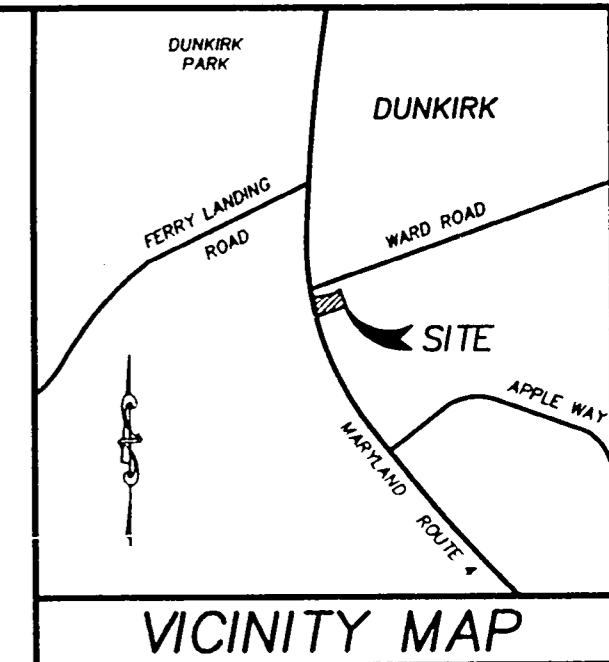 DUNKIRK
PARK
DUNKIRK
FERRY LANDING
ROAD
WARD ROAD
SITE
APPLE WAY
MARYLAND ROUTE 4
VICINITY MAP